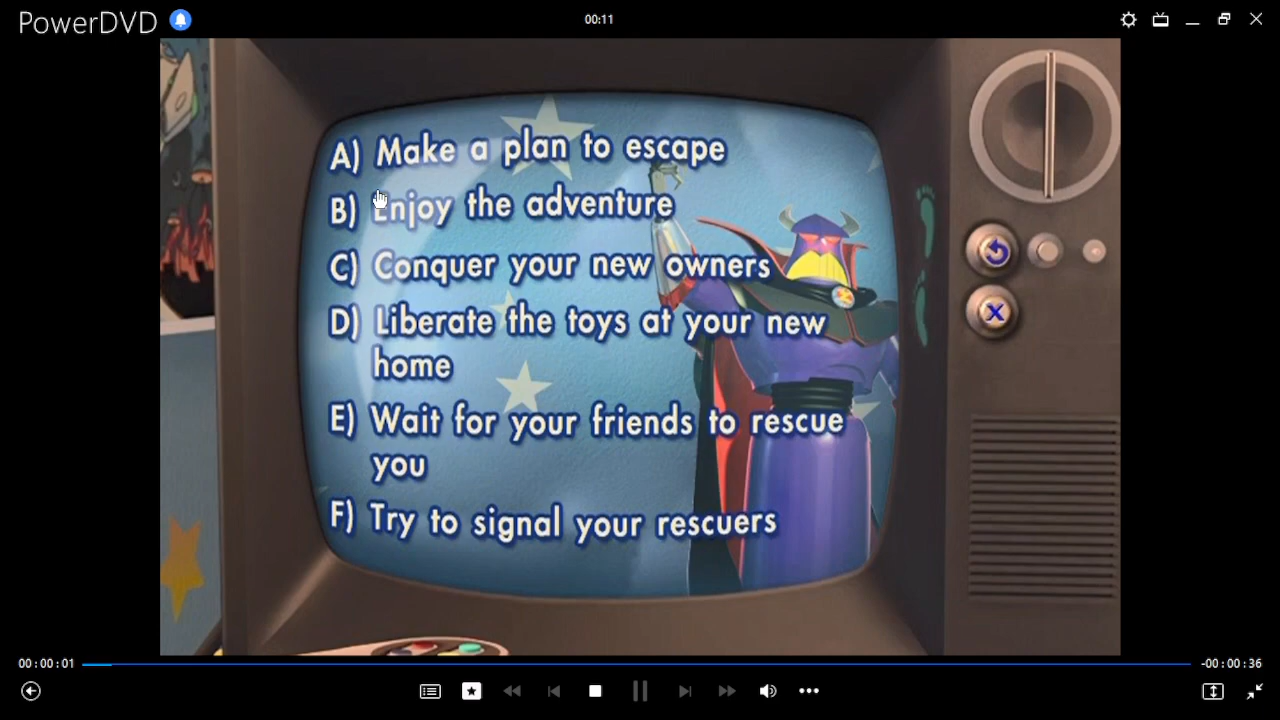 PowerDVD
00:11
A) Make a plan to escape
B) Enjoy the adventure
C) Conquer your new owners
D) Liberate the toys at your new
home
E) Wait for your friends to rescue
you
F) Try to signal your rescuers
00:00:01
-00:00:36